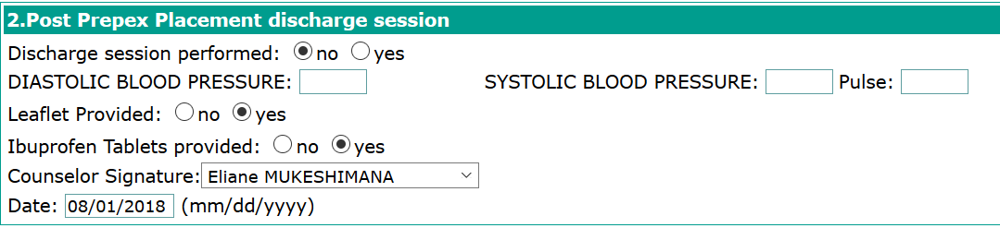 2.Post Prepex Placement discharge session
Discharge session performed: no yes
DIASTOLIC BLOOD PRESSURE: SYSTOLIC BLOOD PRESSURE: Pulse:
Leaflet Provided: no yes
Ibuprofen Tablets provided: no yes
Counselor Signature: Eliane MUKESHIMANA
Date: 08/01/2018 (mm/dd/yyyy)